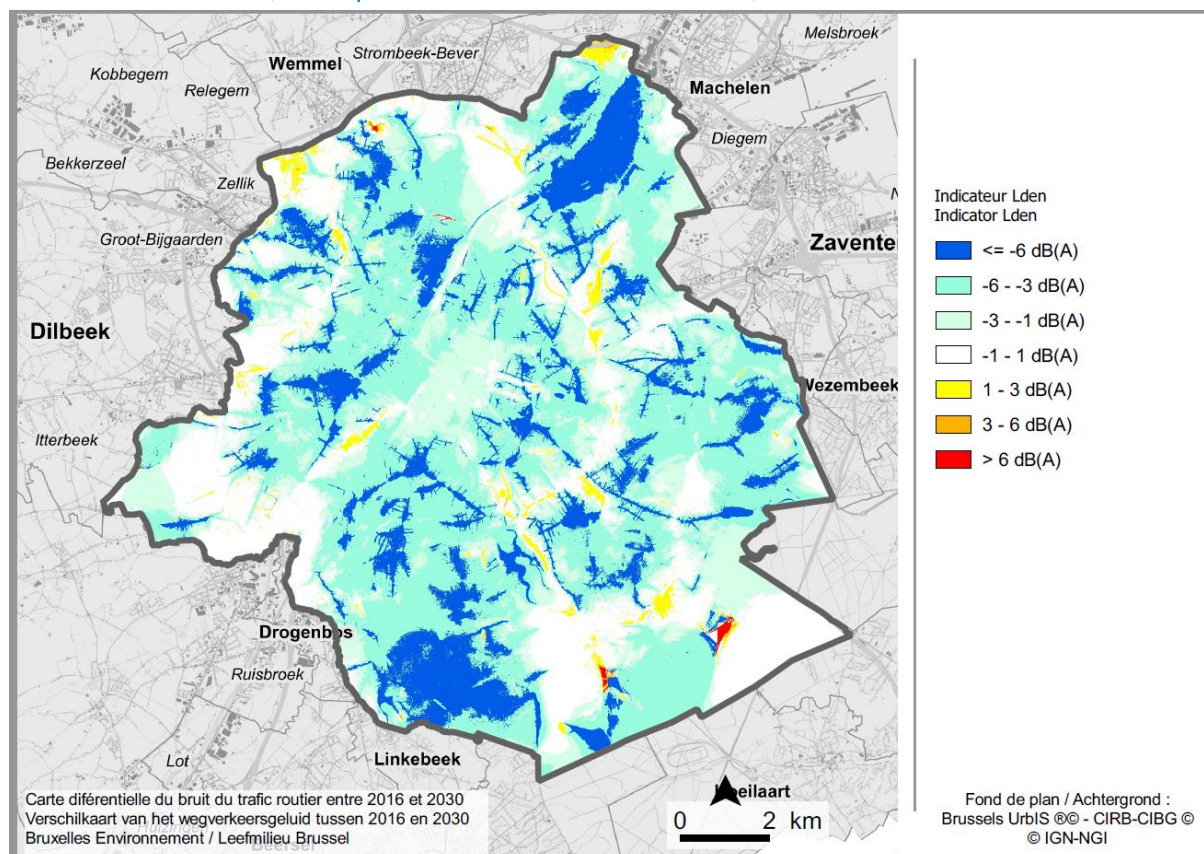 Melsbroek
Strombeek-Bever
Wemmel
Kobbegem
Relegem
Machelen
Diegem
Bekkerzeel
Zellik
Groot-Bijgaarden
Zavente
Dilbeek
Wezembeek
Itterbeek
Drogenbos
Ruisbroek
Linkebeek
Lot
Hoeilaart
0 2 km
Carte diférentielle du bruit du trafic routier entre 2016 et 2030
Verschilkaart van het wegverkeersgeluid tussen 2016 en 2030
Bruxelles Environnement / Leefmilieu Brussel
Huizingen
Beersel
Indicateur Lden
Indicator Lden
<= -6 dB(A)
-6 - -3 dB(A)
-3 - -1 dB(A)
-1 - 1 dB(A)
1 - 3 dB(A)
3 - 6 dB(A)
> 6 dB(A)
Fond de plan / Achtergrond :
Brussels UrbIS ®© - CIRB-CIBG ©
© IGN-NGI